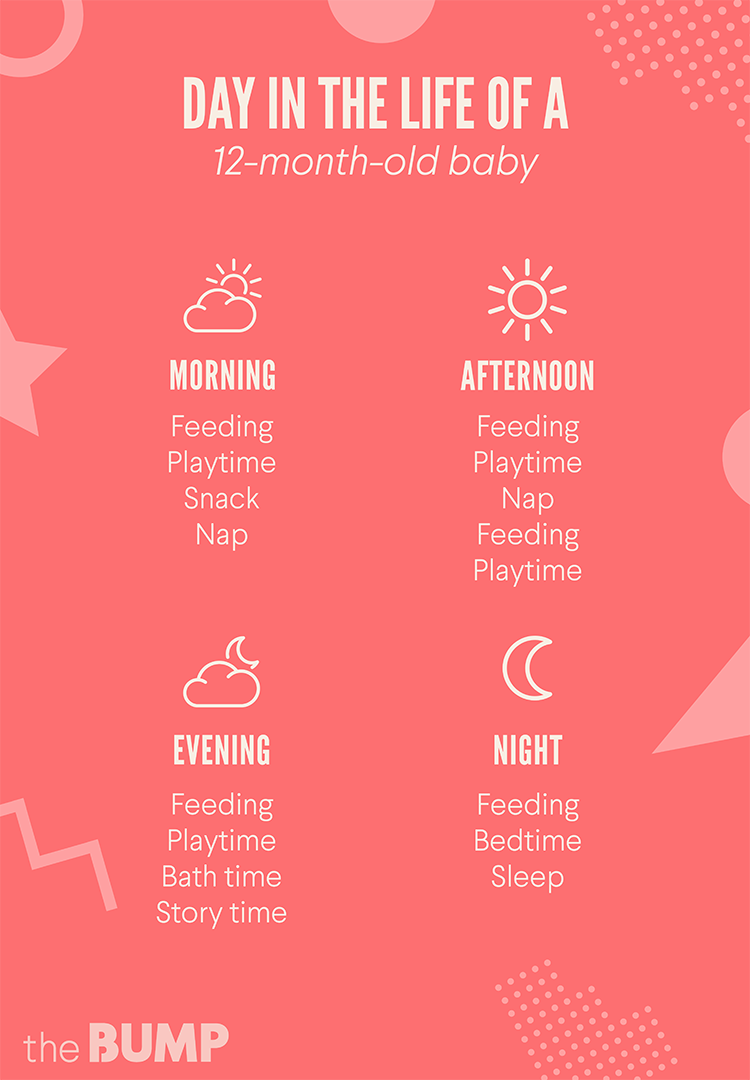 DAY IN THE LIFE OF A
12-month-old baby
MORNING
Feeding
Playtime
Snack
Nap
AFTERNOON
Feeding
Playtime
Nap
Feeding
Playtime
EVENING
Feeding
Playtime
Bath time
Story time
NIGHT
Feeding
Bedtime
Sleep
the BUMP